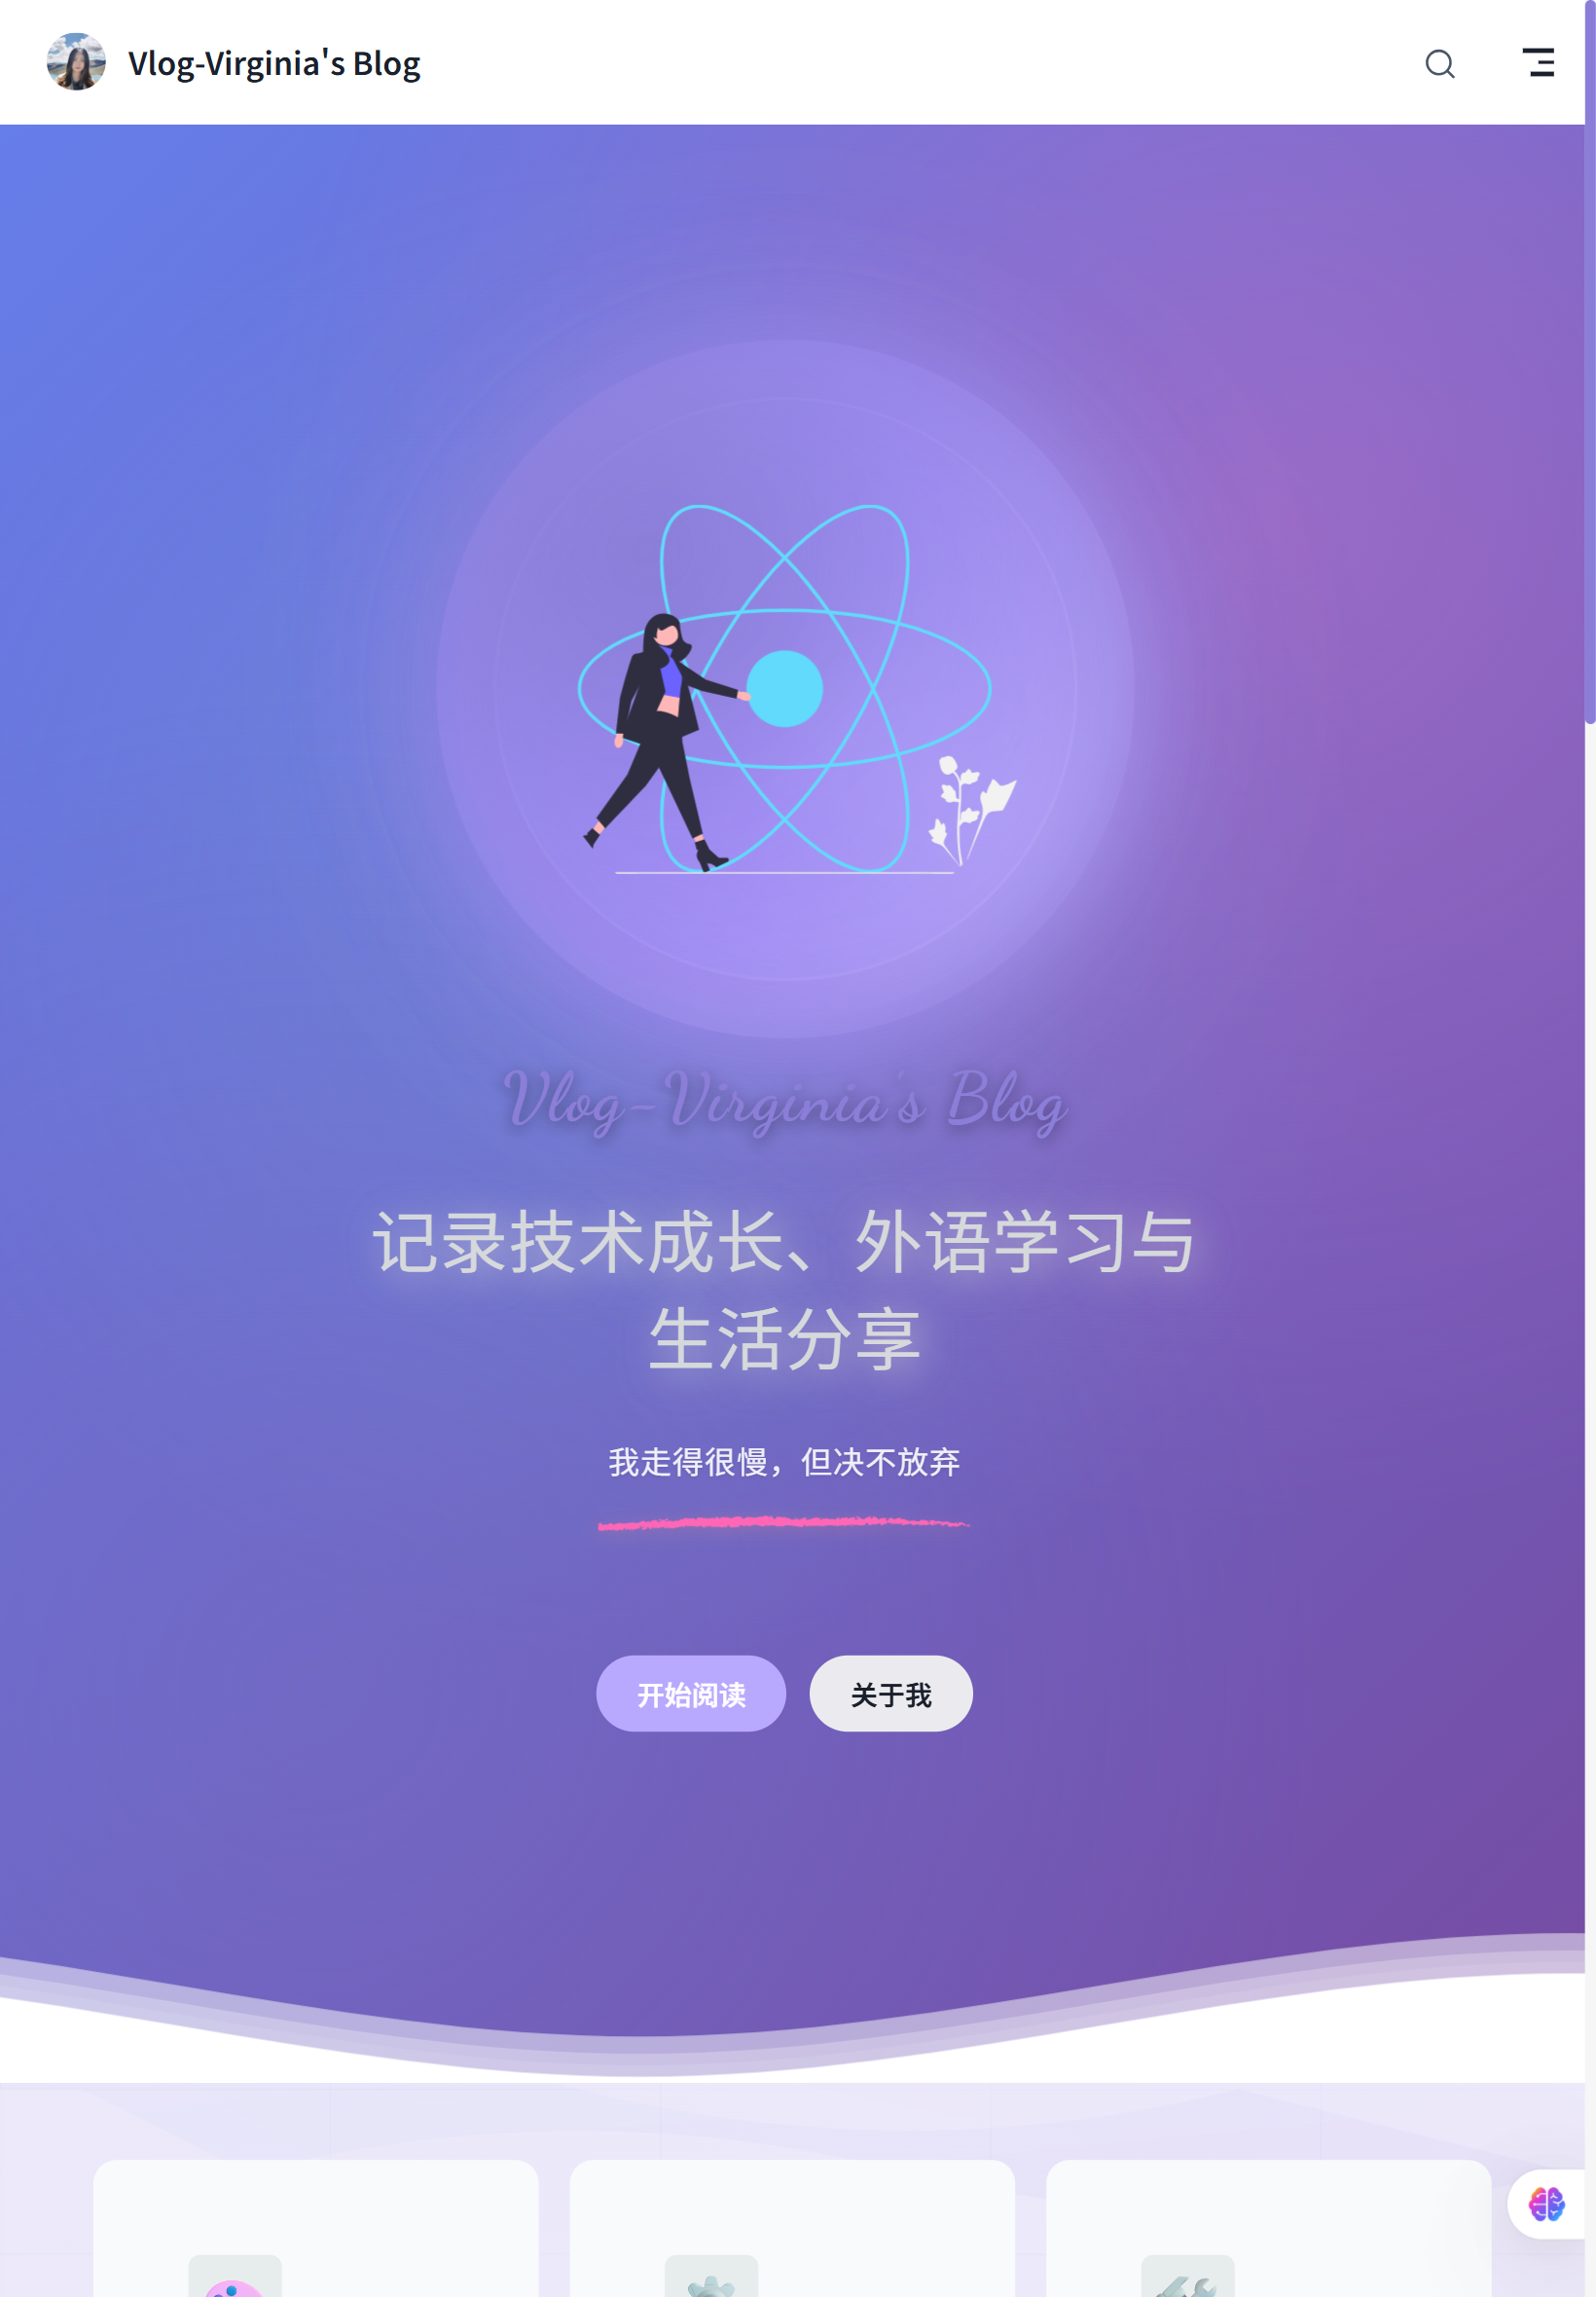 Vlog-Virginia's Blog
Vlog-Virginia's Blog
记录技术成长、外语学习与
生活分享
我走得很慢，但决不放弃
开始阅读
关于我